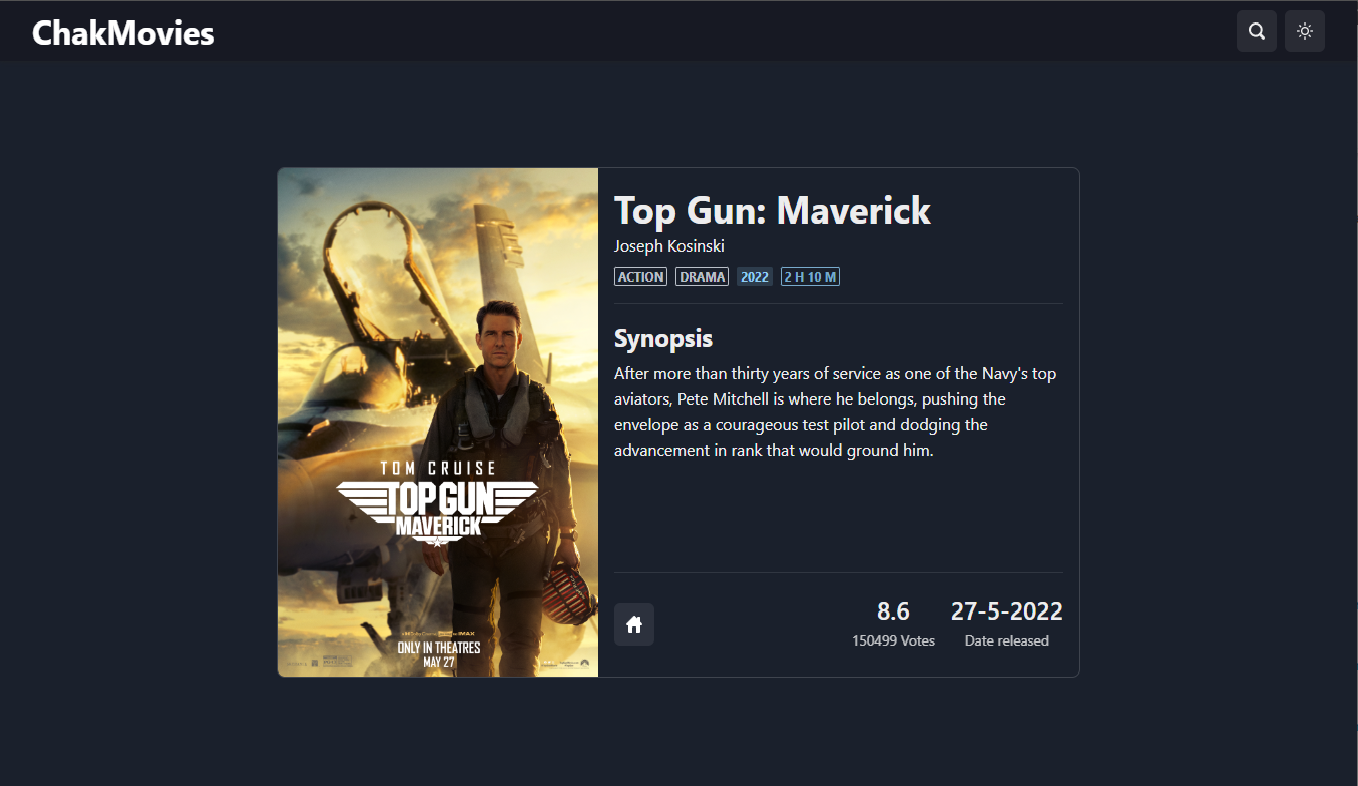 ChakMovies
Top Gun: Maverick
Joseph Kosinski
ACTION DRAMA 2022 2 H 10 M
Synopsis
After more than thirty years of service as one of the Navy's top
aviators, Pete Mitchell is where he belongs, pushing the
envelope as a courageous test pilot and dodging the
advancement in rank that would ground him.
TOM CRUISE
TOP GUN
MAVERICK
ONLY IN THEATRES
MAY 27
8.6
150499 Votes
27-5-2022
Date released